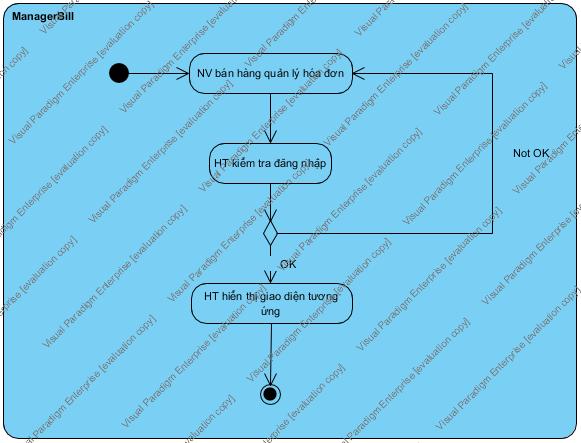 ManagerBill
NV bán hàng quản lý hóa đơn
HT kiểm tra đăng nhập
Not OK
OK
HT hiển thị giao diện tương
ứng
Visual Paradigm Enterprise [evaluation copy]